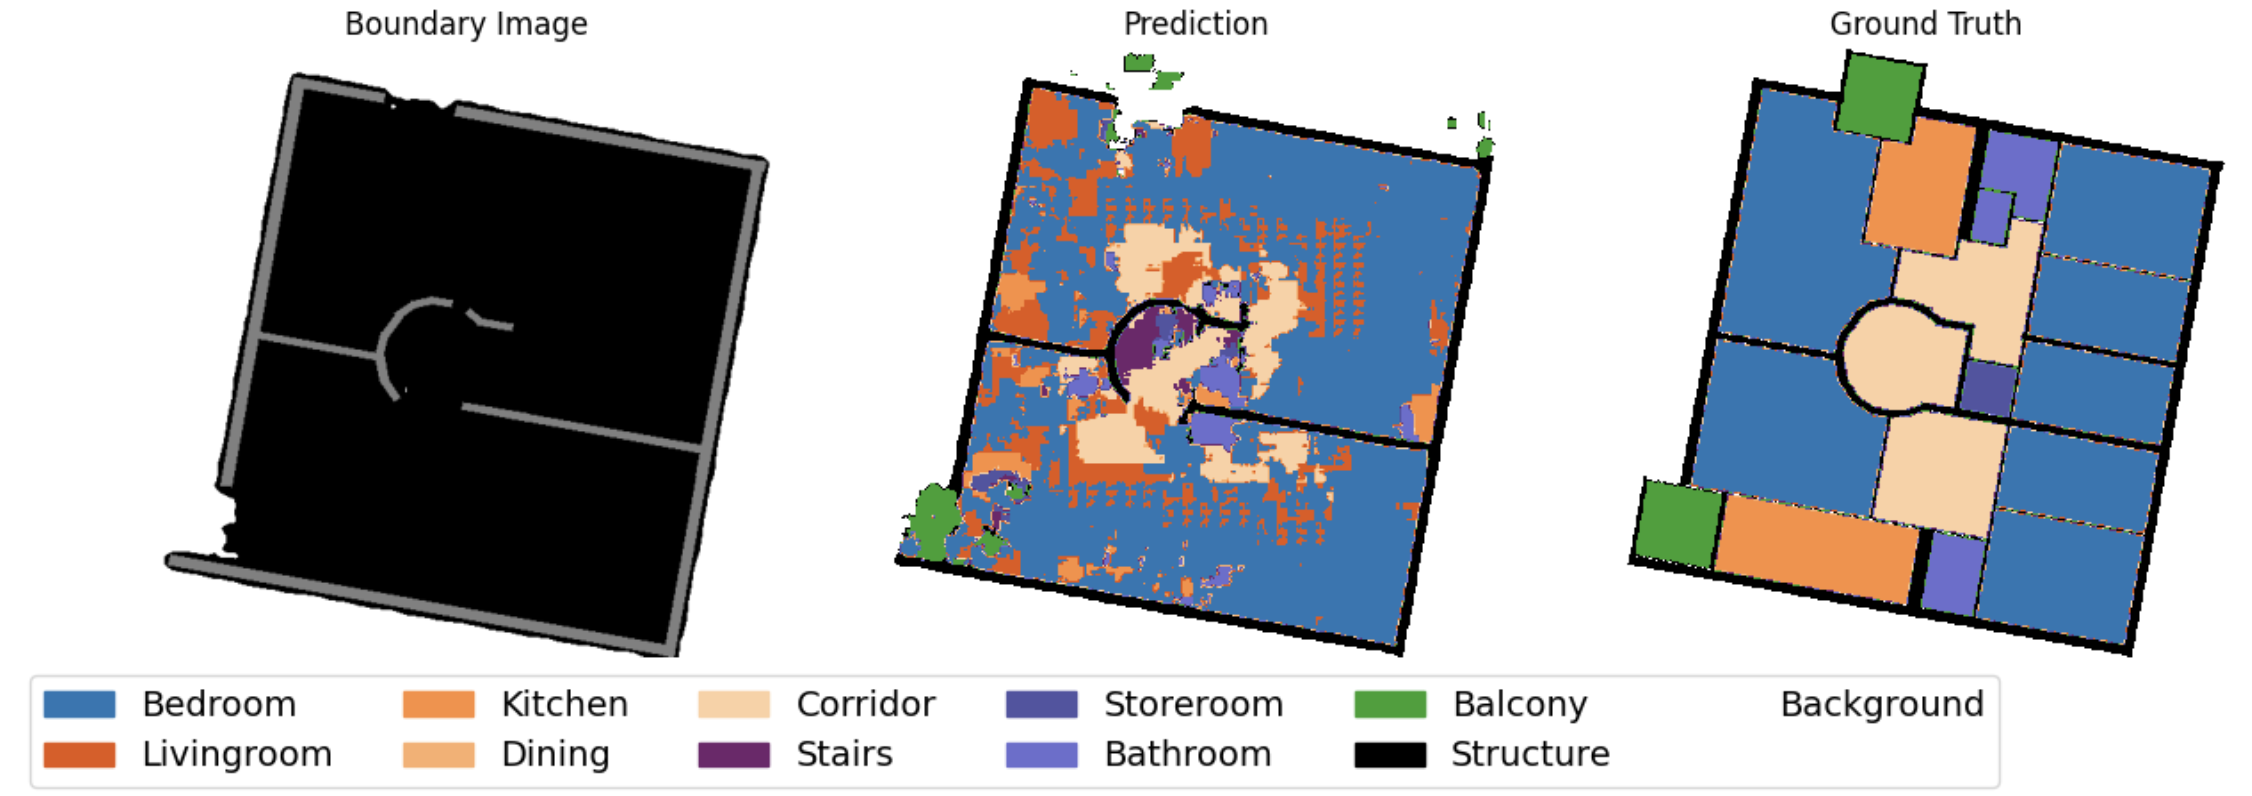 Boundary Image
Prediction
Ground Truth
Bedroom
Kitchen
Corridor
Storeroom
Balcony
Background
Livingroom
Dining
Stairs
Bathroom
Structure